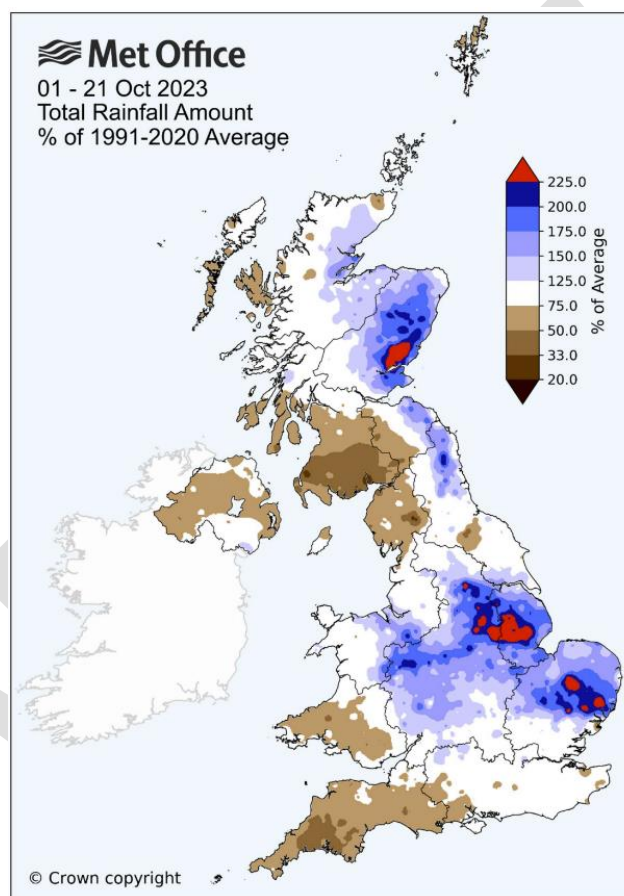 Met Office
01 - 21 Oct 2023
Total Rainfall Amount
% of 1991-2020 Average
225.0
200.0
175.0
150.0
125.0
75.0
50.0
33.0
20.0
% of Average
© Crown copyright